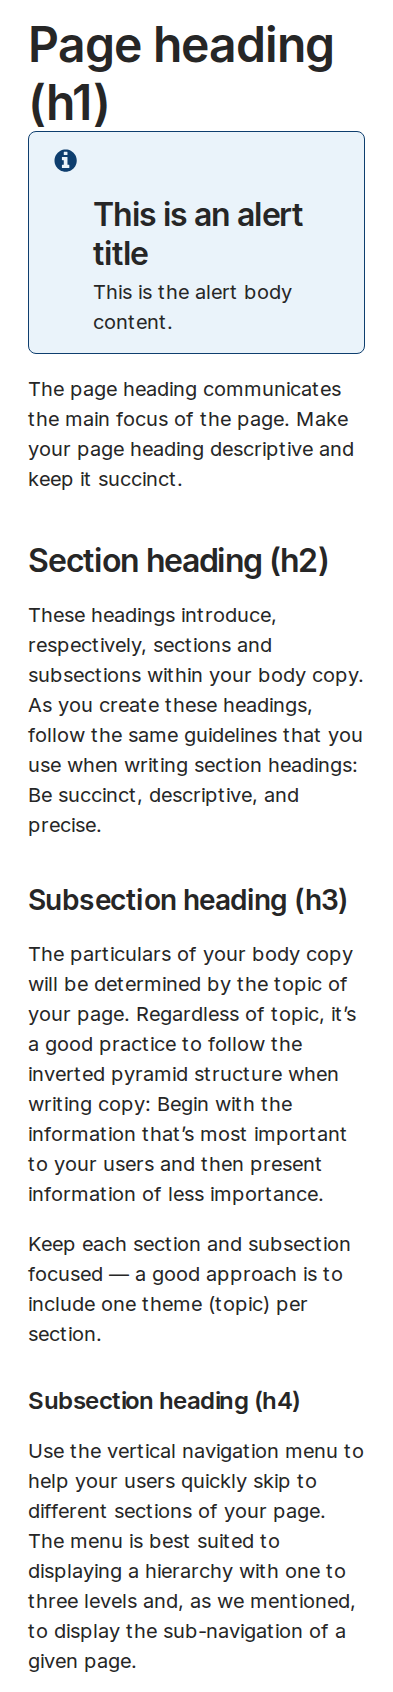 Page heading
(h1)
This is an alert
title
This is the alert body
content.
The page heading communicates
the main focus of the page. Make
your page heading descriptive and
keep it succinct.
Section heading (h2)
These headings introduce,
respectively, sections and
subsections within your body copy.
As you create these headings,
follow the same guidelines that you
use when writing section headings:
Be succinct, descriptive, and
precise.
Subsection heading (h3)
The particulars of your body copy
will be determined by the topic of
your page. Regardless of topic, it’s
a good practice to follow the
inverted pyramid structure when
writing copy: Begin with the
information that’s most important
to your users and then present
information of less importance.
Keep each section and subsection
focused — a good approach is to
include one theme (topic) per
section.
Subsection heading (h4)
Use the vertical navigation menu to
help your users quickly skip to
different sections of your page.
The menu is best suited to
displaying a hierarchy with one to
three levels and, as we mentioned,
to display the sub-navigation of a
given page.